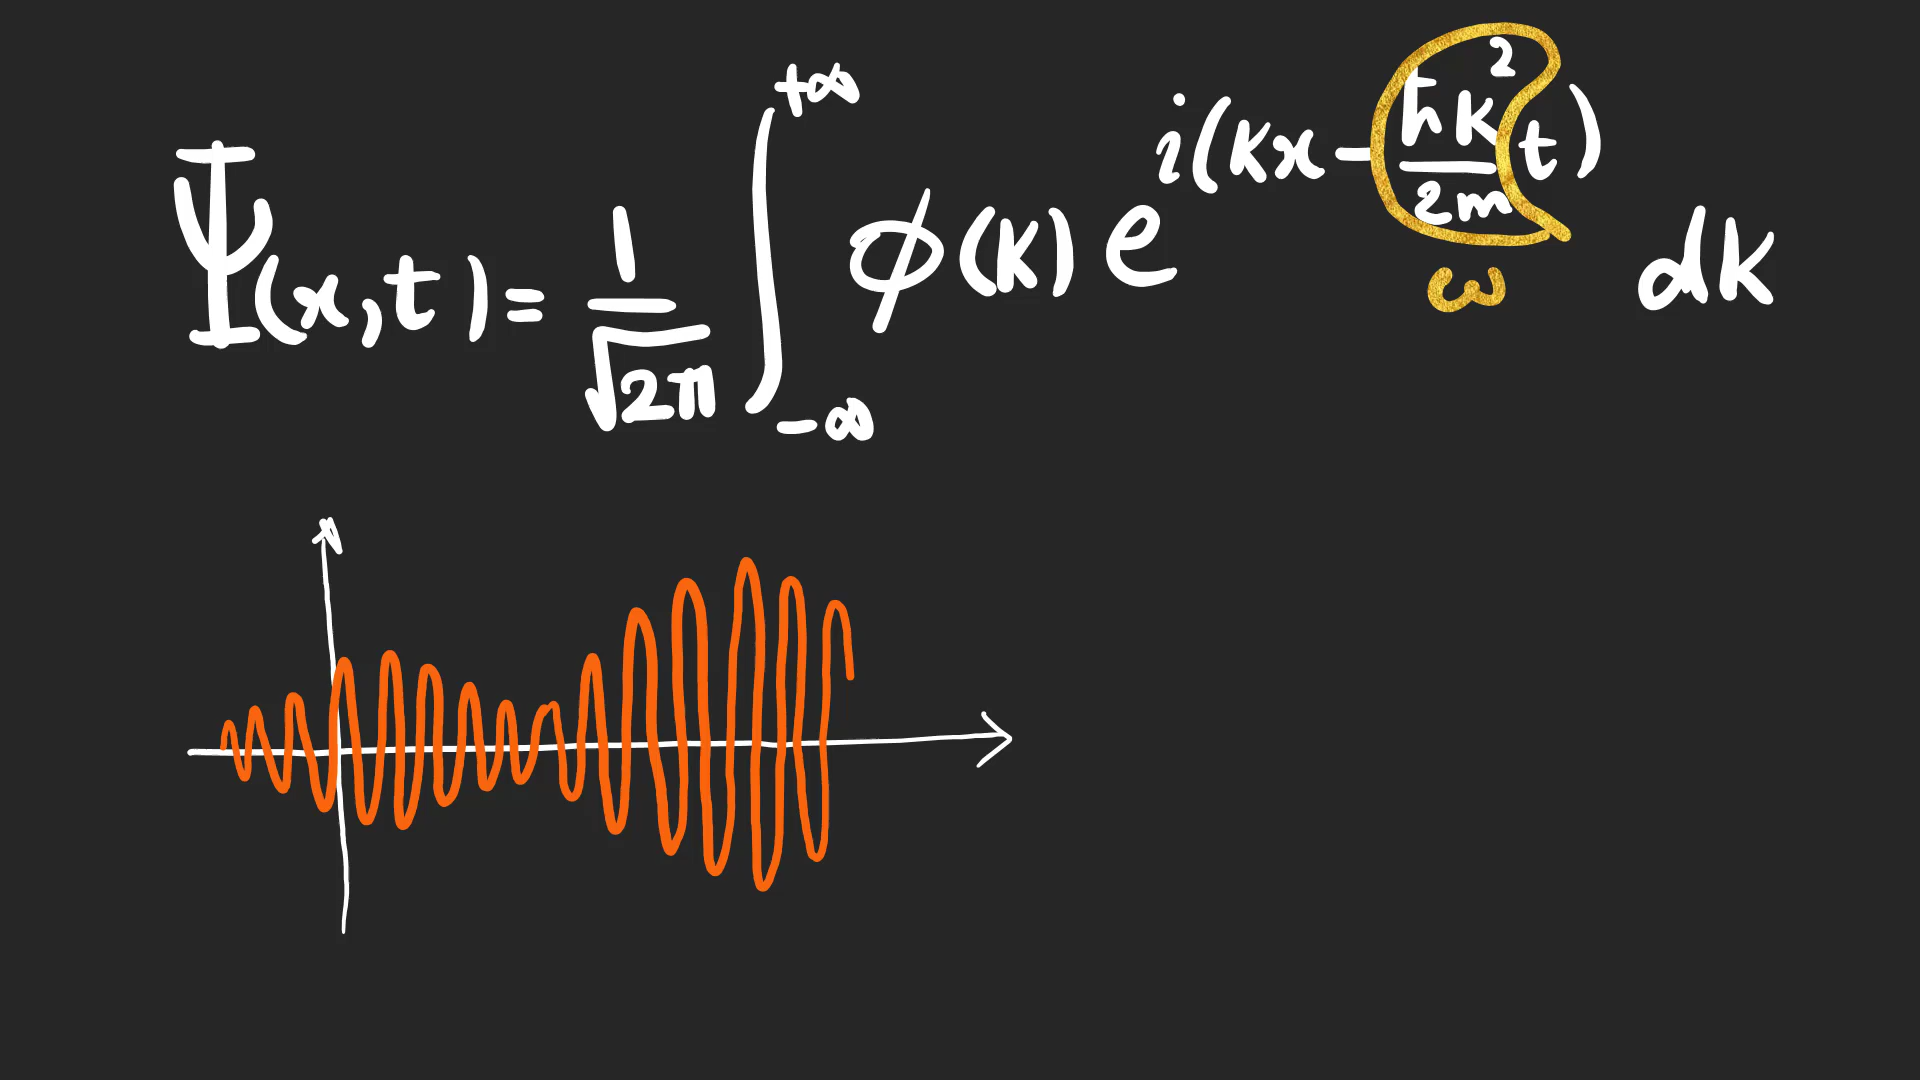 Ψ(x,t) = 1/√2π ∫_{-∞}^{+∞} ϕ(k) e^{i(kx - ħk²/2m t)} dk
ω